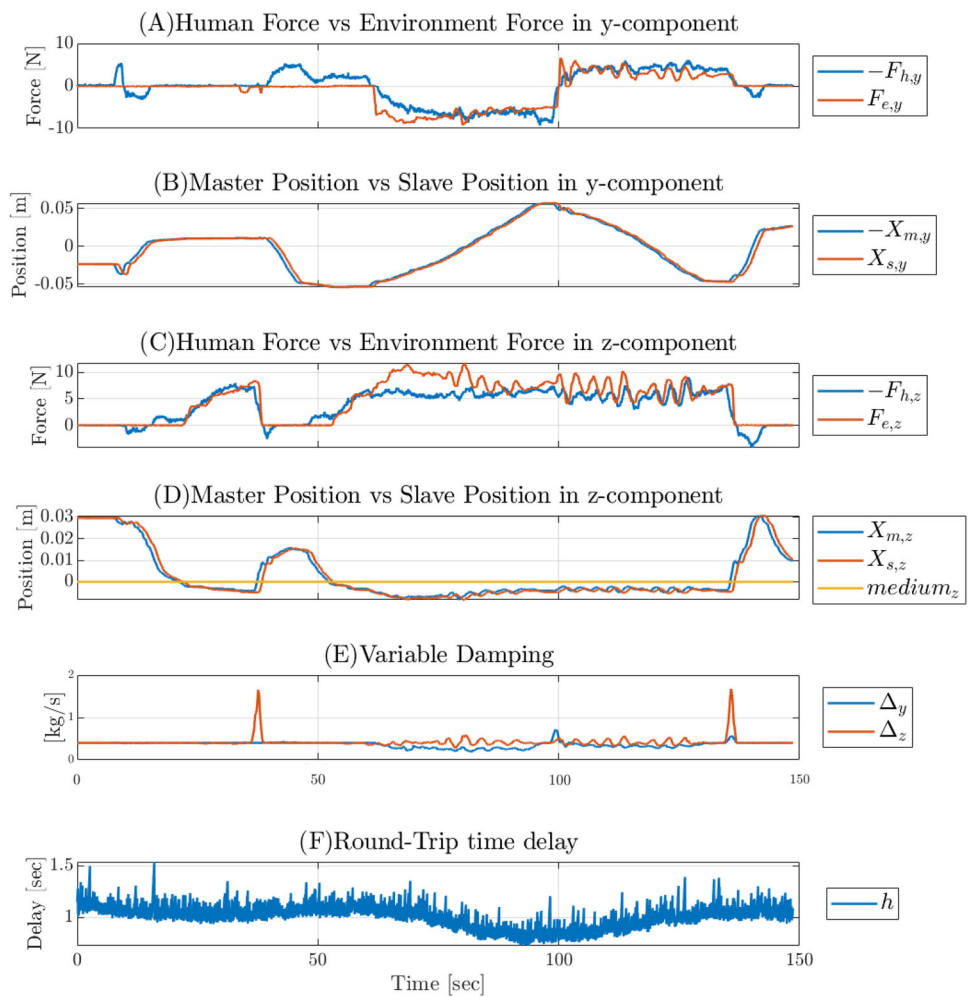 (A)Human Force vs Environment Force in y-component
Force [N]
10
0
-10
−F_{h,y}
F_{e,y}
(B)Master Position vs Slave Position in y-component
Position [m]
0.05
0
-0.05
−X_{m,y}
X_{s,y}
(C)Human Force vs Environment Force in z-component
Force [N]
10
5
0
−F_{h,z}
F_{e,z}
(D)Master Position vs Slave Position in z-component
Position [m]
0.03
0.01
0
X_{m,z}
X_{s,z}
medium_z
(E)Variable Damping
[kg/s]
2
1
0
0 50 100 150
Δ_y
Δ_z
(F)Round-Trip time delay
Delay [sec]
1.5
1
0 50 100 150
Time [sec]
h